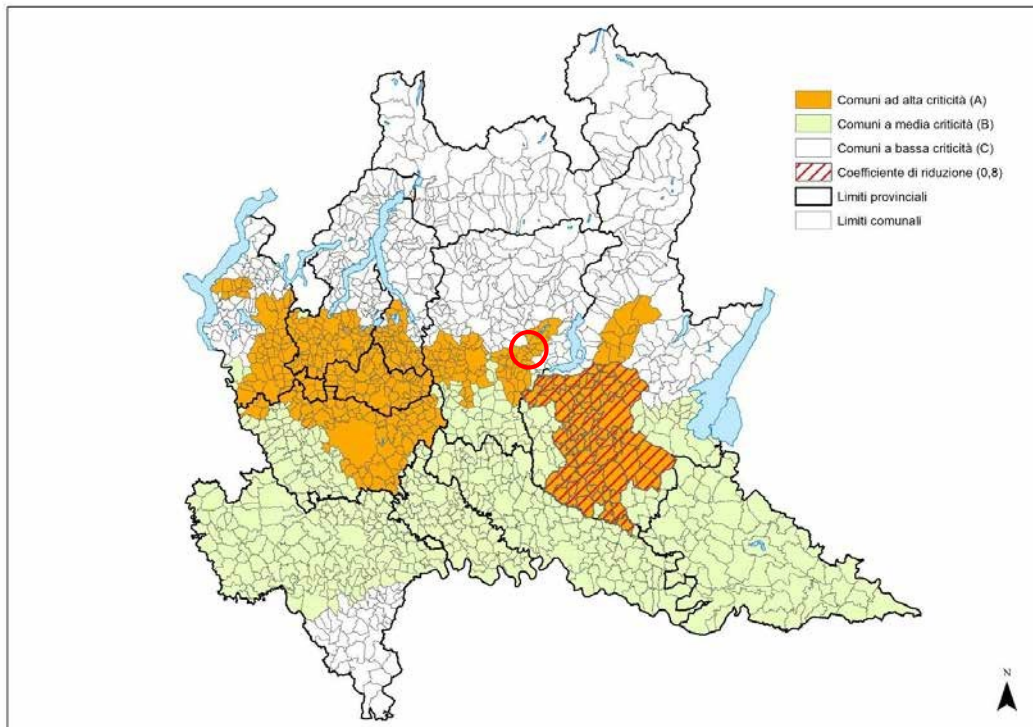 Comuni ad alta criticità (A)
Comuni a media criticità (B)
Comuni a bassa criticità (C)
Coefficiente di riduzione (0,8)
Limiti provinciali
Limiti comunali
N